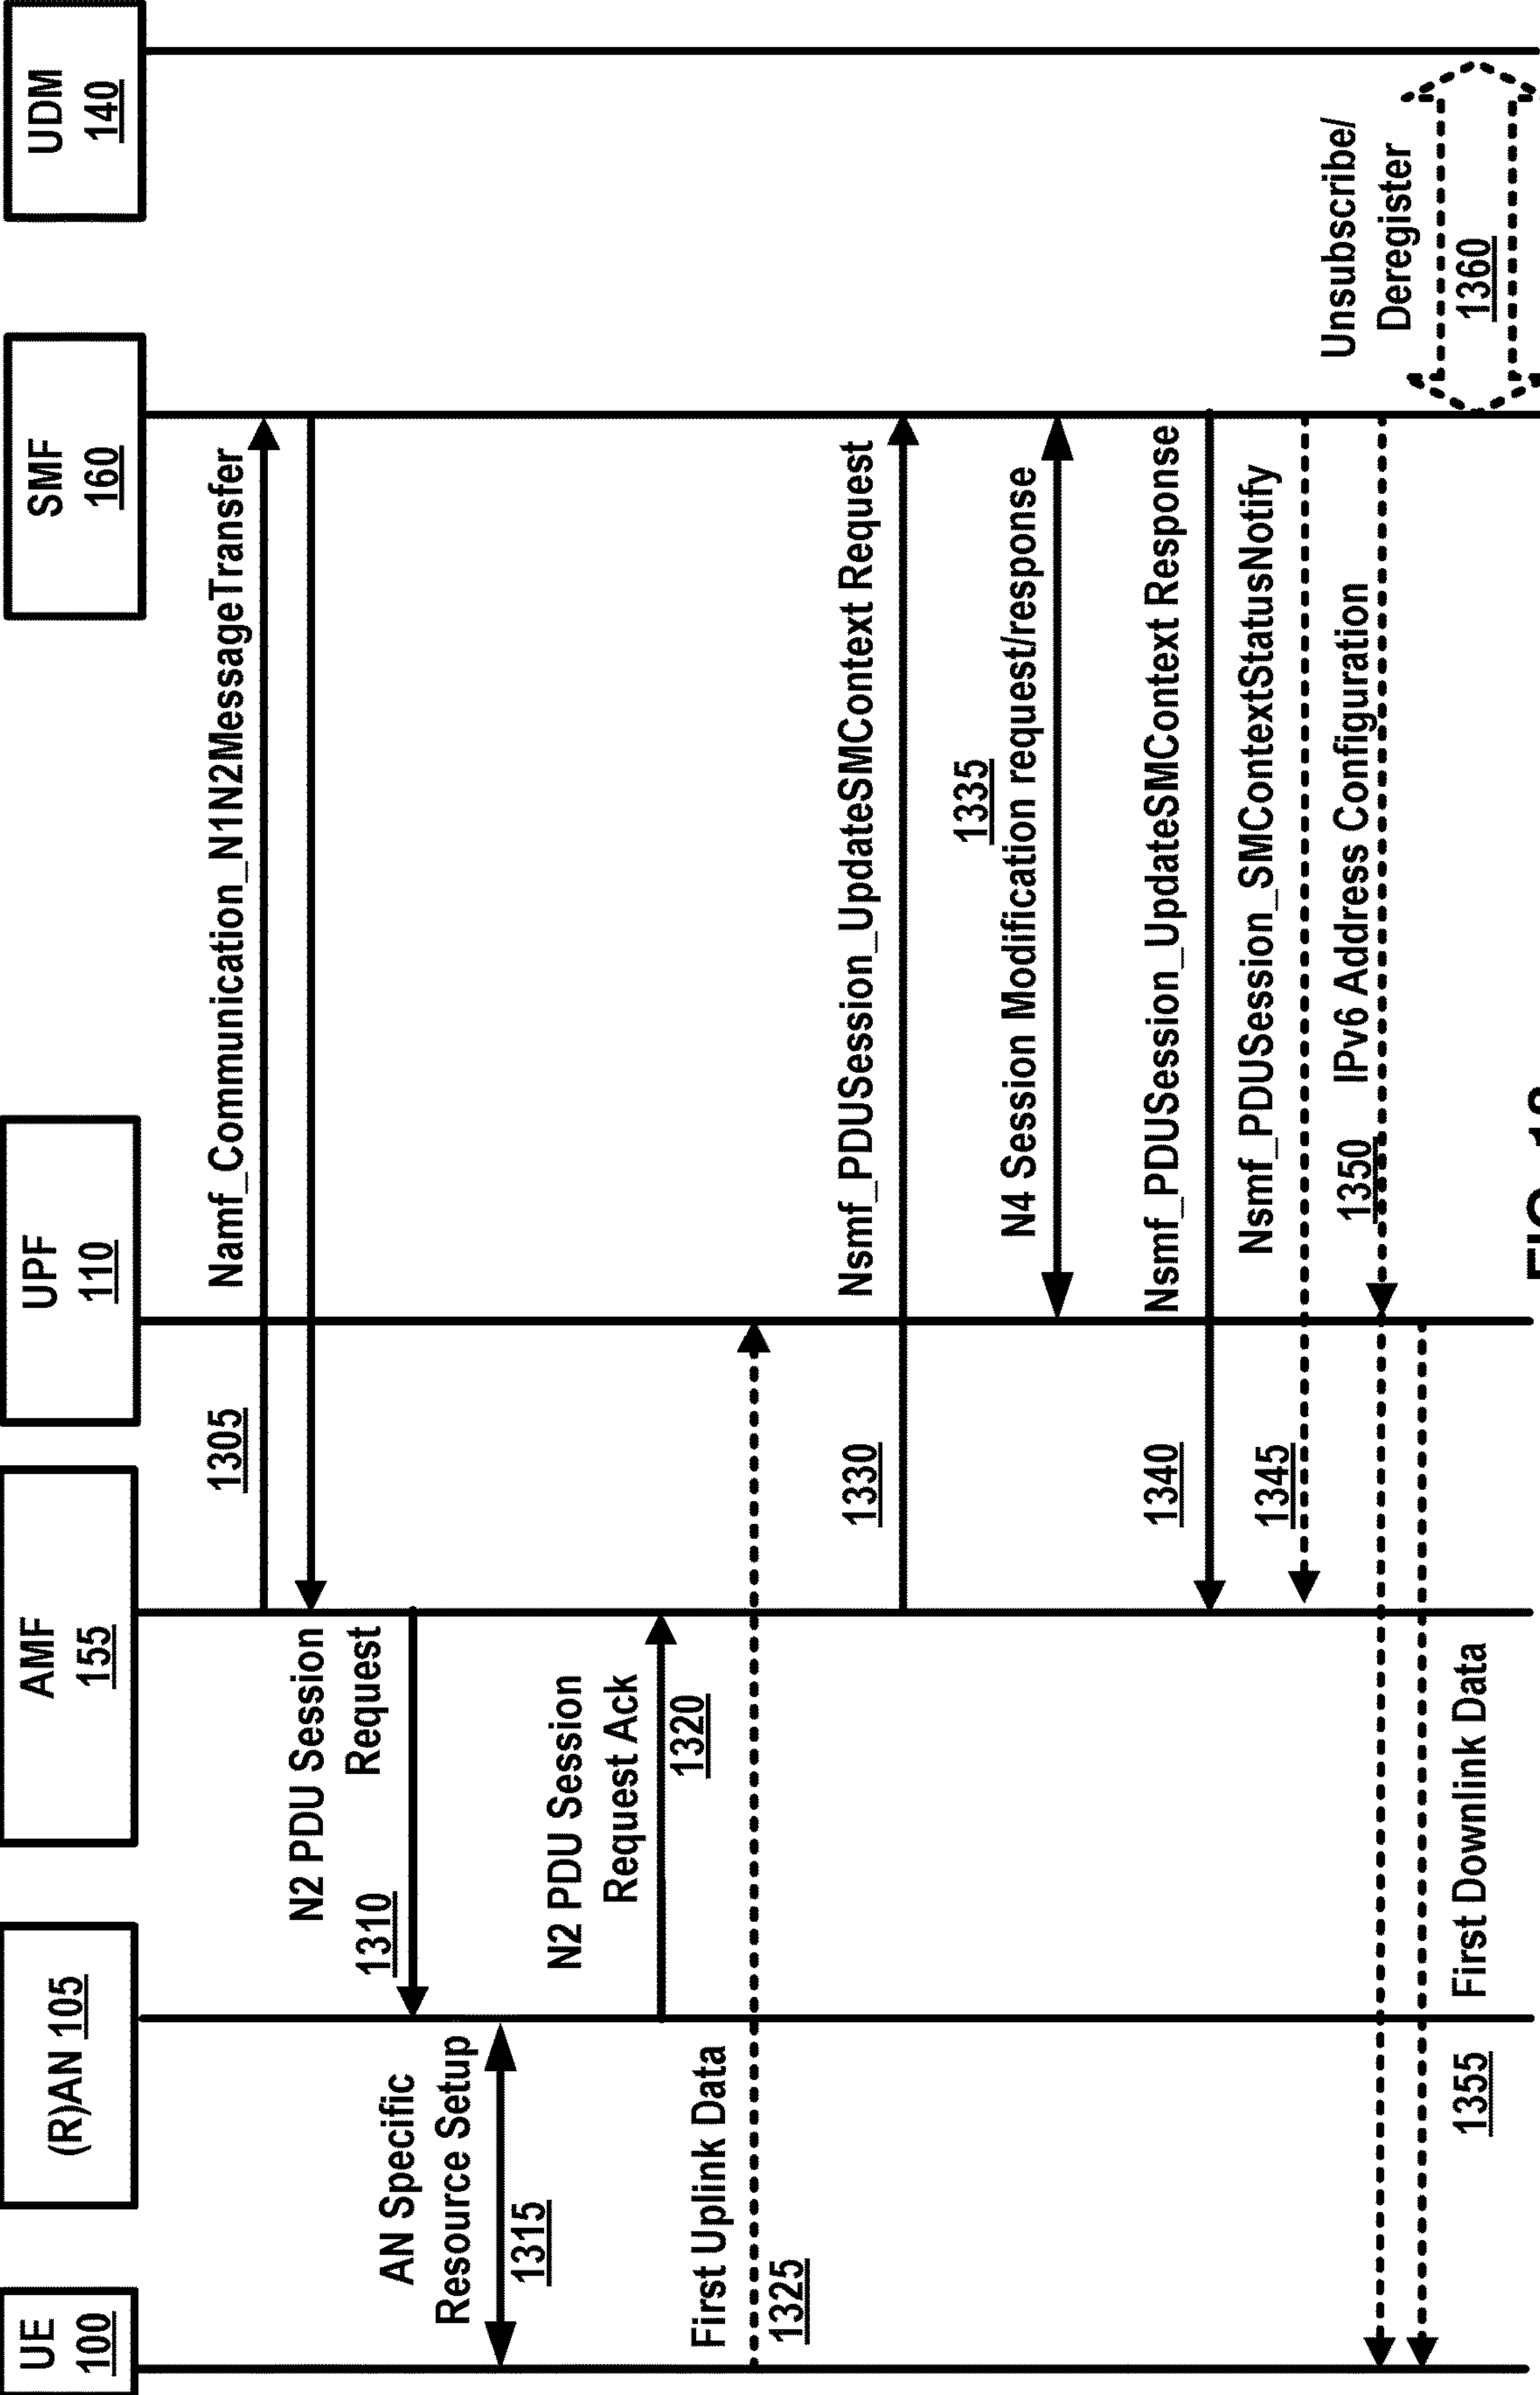 UE
100
(R)AN 105
AMF
155
UPF
110
SMF
160
UDM
140
Namf_Communication_N1N2MessageTransfer
1305
N2 PDU Session
Request
1310
AN Specific
Resource Setup
1315
N2 PDU Session
Request Ack
1320
First Uplink Data
1325
Nsmf_PDUSession_UpdateSMContext Request
1330
1335
N4 Session Modification request/response
Nsmf_PDUSession_UpdateSMContext Response
1340
Nsmf_PDUSession_SMContextStatusNotify
1345
1350 IPv6 Address Configuration
First Downlink Data
1355
Unsubscribe/
Deregister
1360